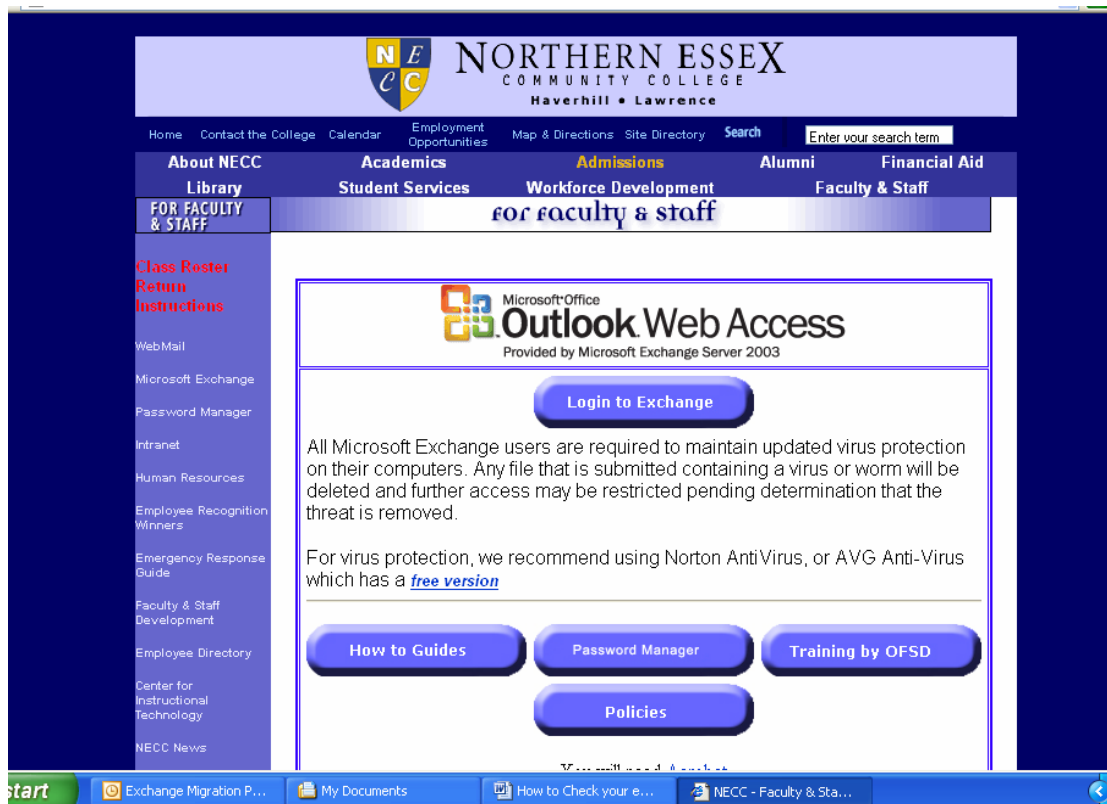 N E C C
NORTHERN ESSEX
COMMUNITY COLLEGE
Haverhill • Lawrence
Home Contact the College Calendar Employment Opportunities Map & Directions Site Directory Search Enter your search term
About NECC Academics Admissions Alumni Financial Aid
Library Student Services Workforce Development Faculty & Staff
FOR FACULTY
& STAFF
for faculty & staff
Class Roster
Return
Instructions
WebMail
Microsoft Exchange
Password Manager
Intranet
Human Resources
Employee Recognition
Winners
Emergency Response
Guide
Faculty & Staff
Development
Employee Directory
Center for
Instructional
Technology
NECC News
Microsoft Office
Outlook Web Access
Provided by Microsoft Exchange Server 2003
Login to Exchange
All Microsoft Exchange users are required to maintain updated virus protection
on their computers. Any file that is submitted containing a virus or worm will be
deleted and further access may be restricted pending determination that the
threat is removed.
For virus protection, we recommend using Norton AntiVirus, or AVG Anti-Virus
which has a free version
How to Guides Password Manager Training by OFSD
Policies
You will need Acrobat
start Exchange Migration P... My Documents How to Check your e... NECC - Faculty & Sta...